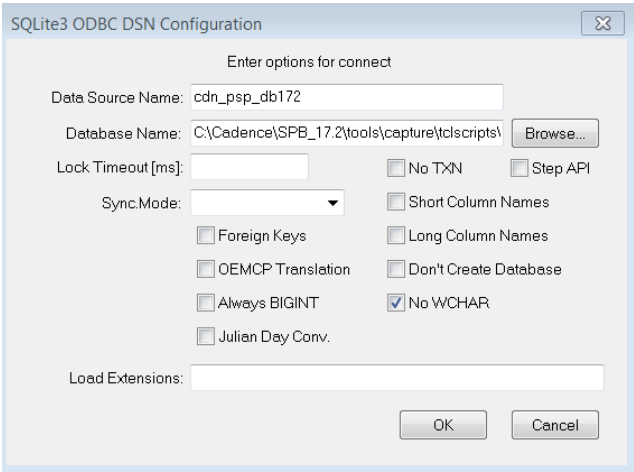 SQLite3 ODBC DSN Configuration
Enter options for connect
Data Source Name: cdn_psp_db172
Database Name: C:\Cadence\SPB_17.2\tools\capture\tclscripts\ Browse...
Lock Timeout [ms]: No TXN Step API
Sync.Mode: Short Column Names
Foreign Keys Long Column Names
OEMCP Translation Don't Create Database
Always BIGINT No WCHAR
Julian Day Conv.
Load Extensions:
OK Cancel